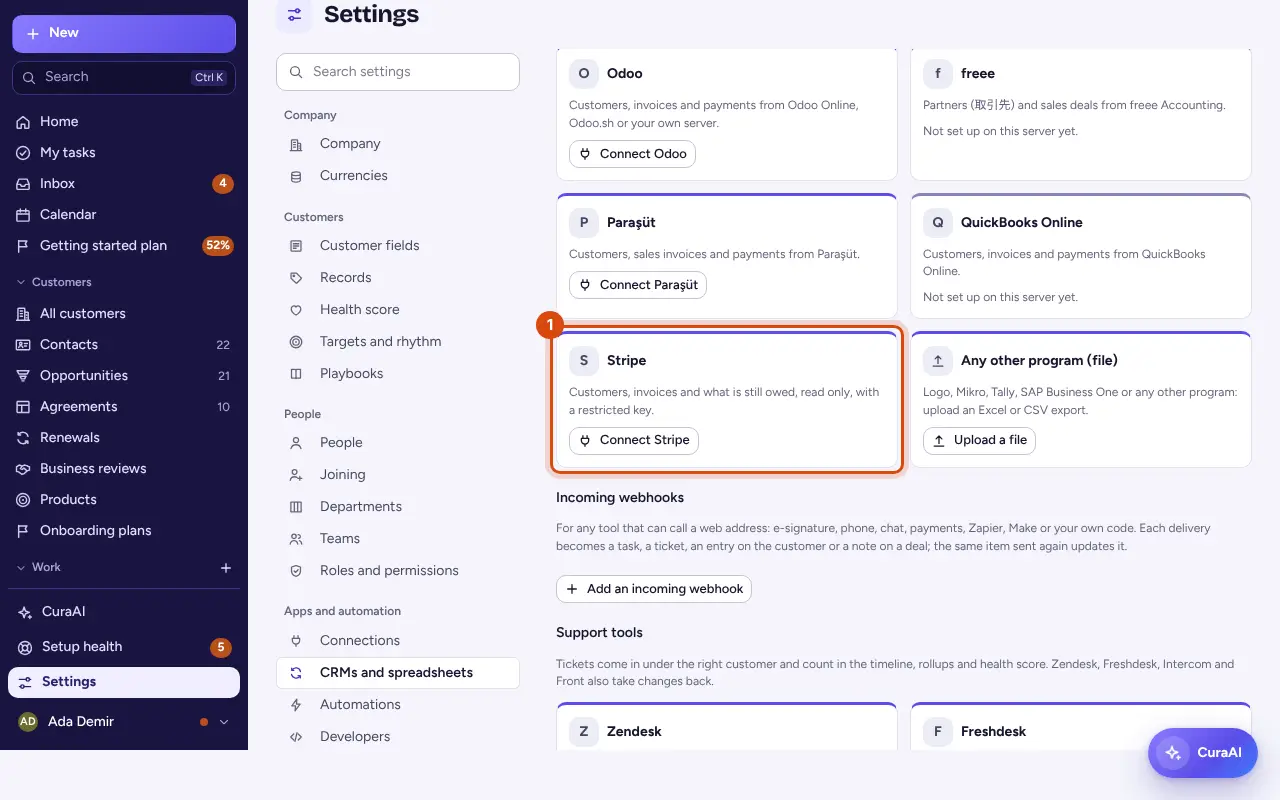 New
Search
Ctrl K
Home
My tasks
Inbox
4
Calendar
Getting started plan
52%
Customers
All customers
Contacts
22
Opportunities
21
Agreements
10
Renewals
Business reviews
Products
Onboarding plans
Work
CuraAI
Setup health
5
Settings
AD
Ada Demir
Settings
Search settings
Company
Company
Currencies
Customers
Customer fields
Records
Health score
Targets and rhythm
Playbooks
People
People
Joining
Departments
Teams
Roles and permissions
Apps and automation
Connections
CRMs and spreadsheets
Automations
Developers
O
Odoo
Customers, invoices and payments from Odoo Online,
Odoo.sh or your own server.
Connect Odoo
f
freee
Partners (取引先) and sales deals from freee Accounting.
Not set up on this server yet.
P
Paraşüt
Customers, sales invoices and payments from Paraşüt.
Connect Paraşüt
Q
QuickBooks Online
Customers, invoices and payments from QuickBooks
Online.
Not set up on this server yet.
1
S
Stripe
Customers, invoices and what is still owed, read only, with
a restricted key.
Connect Stripe
Any other program (file)
Logo, Mikro, Tally, SAP Business One or any other program:
upload an Excel or CSV export.
Upload a file
Incoming webhooks
For any tool that can call a web address: e-signature, phone, chat, payments, Zapier, Make or your own code. Each delivery
becomes a task, a ticket, an entry on the customer or a note on a deal; the same item sent again updates it.
Add an incoming webhook
Support tools
Tickets come in under the right customer and count in the timeline, rollups and health score. Zendesk, Freshdesk, Intercom and
Front also take changes back.
Z
Zendesk
F
Freshdesk
CuraAI